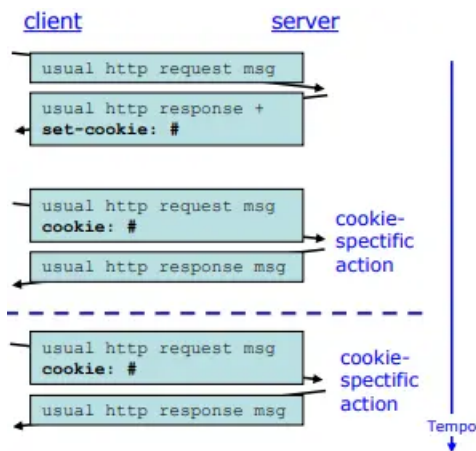 client
server
usual http request msg
usual http response +
set-cookie: #
usual http request msg
cookie: #
cookie-
spectific
action
usual http response msg
usual http request msg
cookie: #
cookie-
spectific
action
usual http response msg
Tempo